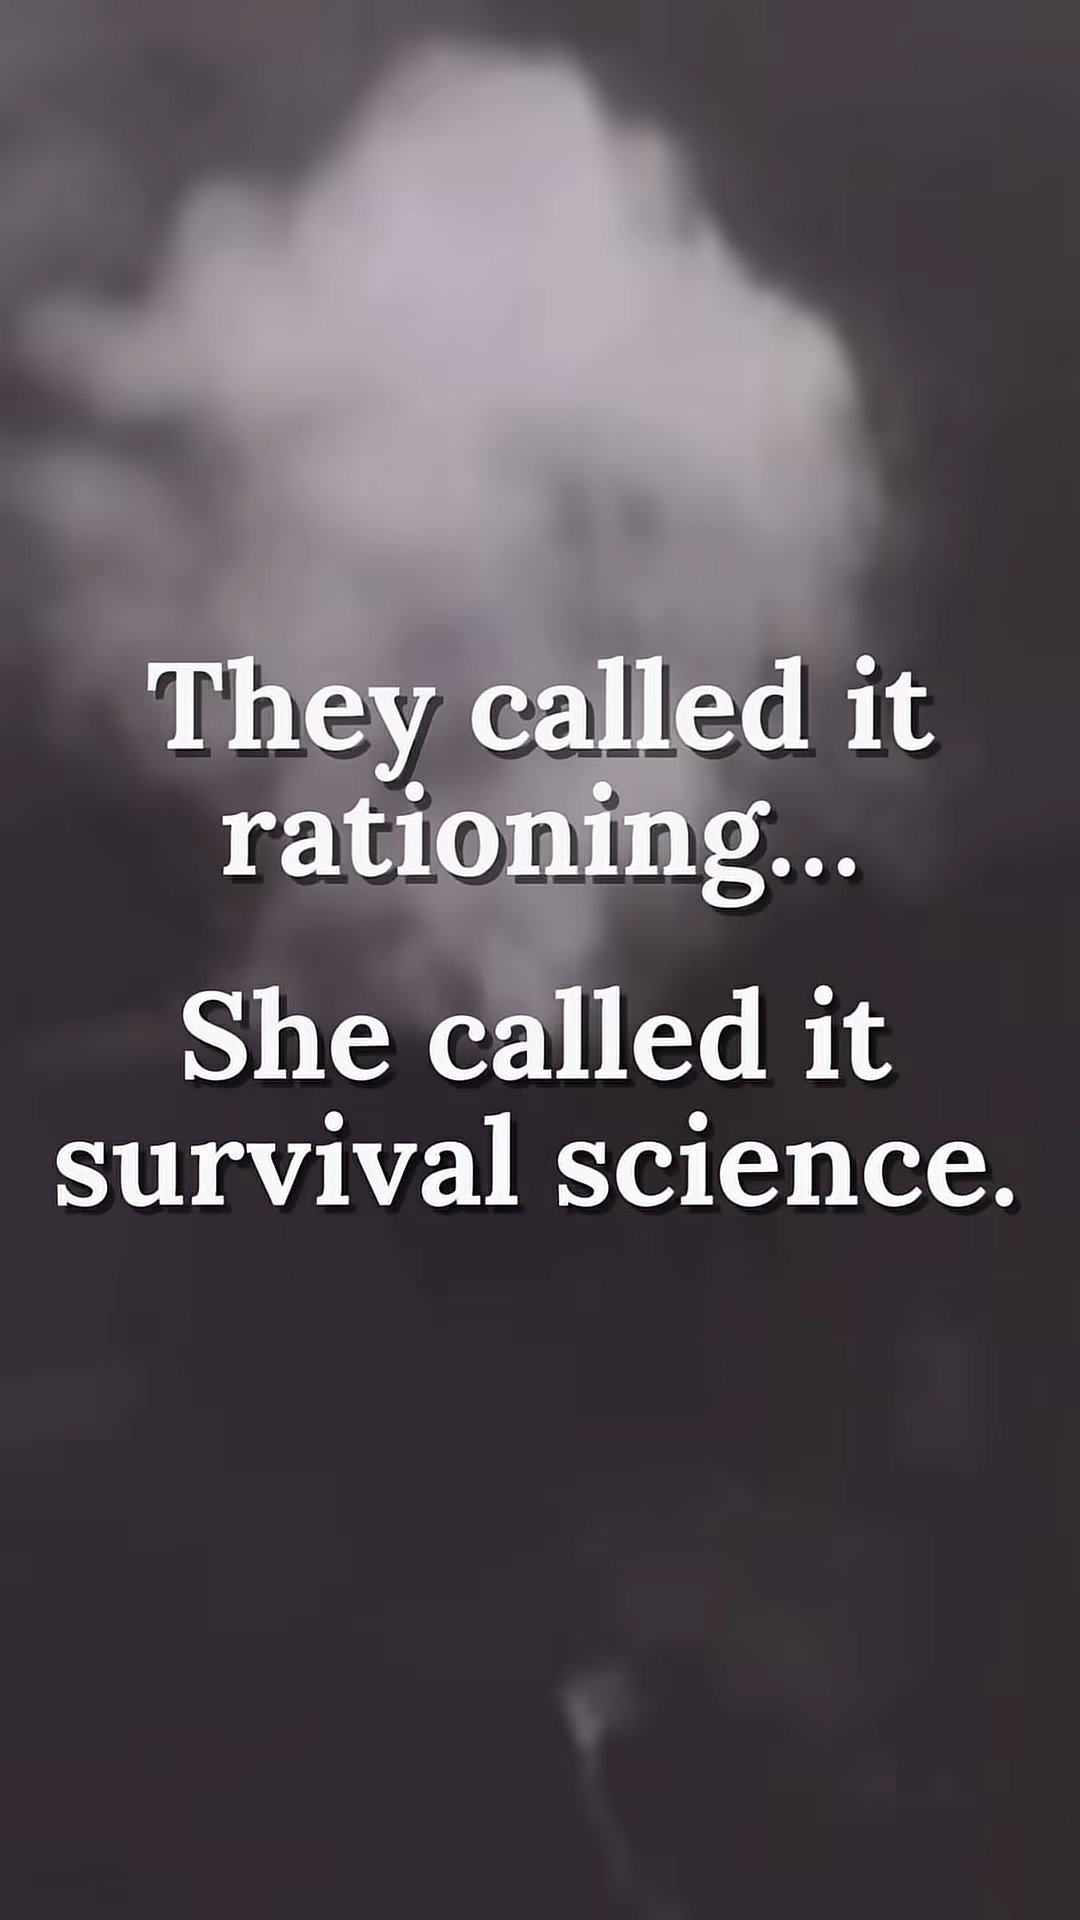 They called it
rationing...
She called it
survival science.